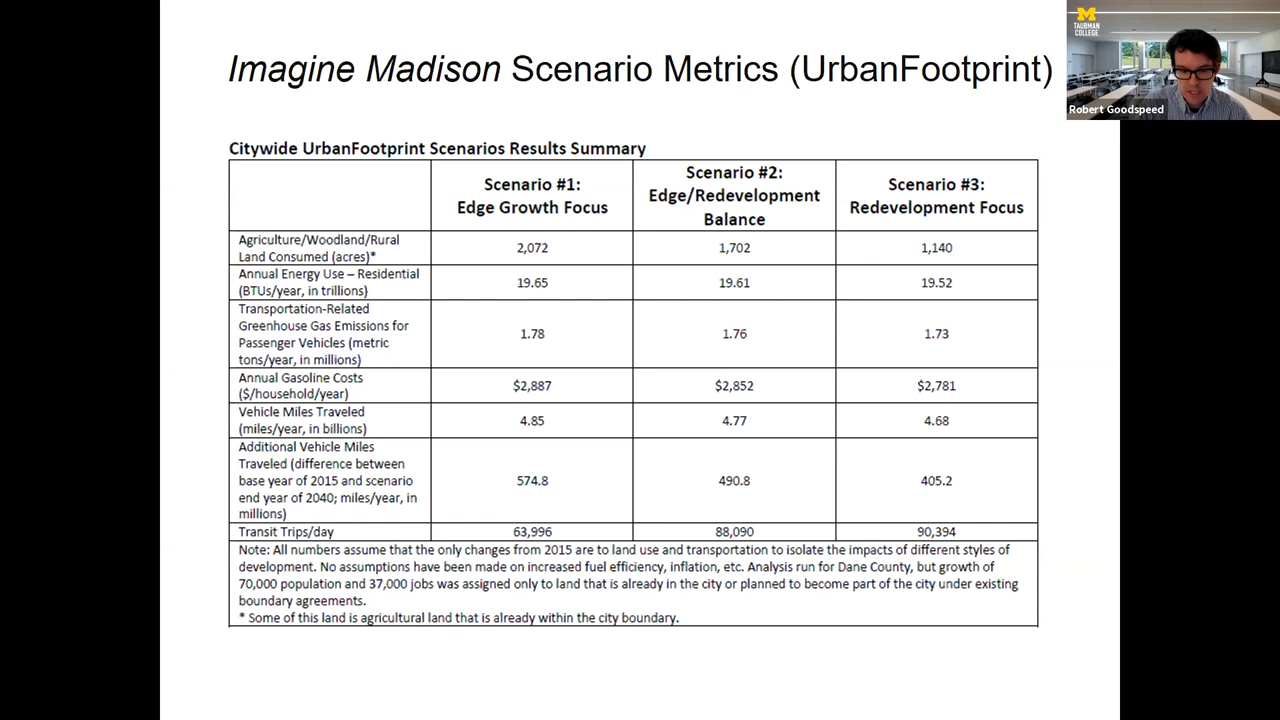 Imagine Madison Scenario Metrics (UrbanFootprint)
M
TAUBMAN
COLLEGE
Robert Goodspeed
Citywide UrbanFootprint Scenarios Results Summary
Scenario #1:
Edge Growth Focus
Scenario #2:
Edge/Redevelopment
Balance
Scenario #3:
Redevelopment Focus
Agriculture/Woodland/Rural
Land Consumed (acres)*
2,072
1,702
1,140
Annual Energy Use – Residential
(BTUs/year, in trillions)
19.65
19.61
19.52
Transportation-Related
Greenhouse Gas Emissions for
Passenger Vehicles (metric
tons/year, in millions)
1.78
1.76
1.73
Annual Gasoline Costs
($/household/year)
$2,887
$2,852
$2,781
Vehicle Miles Traveled
(miles/year, in billions)
4.85
4.77
4.68
Additional Vehicle Miles
Traveled (difference between
base year of 2015 and scenario
end year of 2040; miles/year, in
millions)
574.8
490.8
405.2
Transit Trips/day
63,996
88,090
90,394
Note: All numbers assume that the only changes from 2015 are to land use and transportation to isolate the impacts of different styles of
development. No assumptions have been made on increased fuel efficiency, inflation, etc. Analysis run for Dane County, but growth of
70,000 population and 37,000 jobs was assigned only to land that is already in the city or planned to become part of the city under existing
boundary agreements.
* Some of this land is agricultural land that is already within the city boundary.